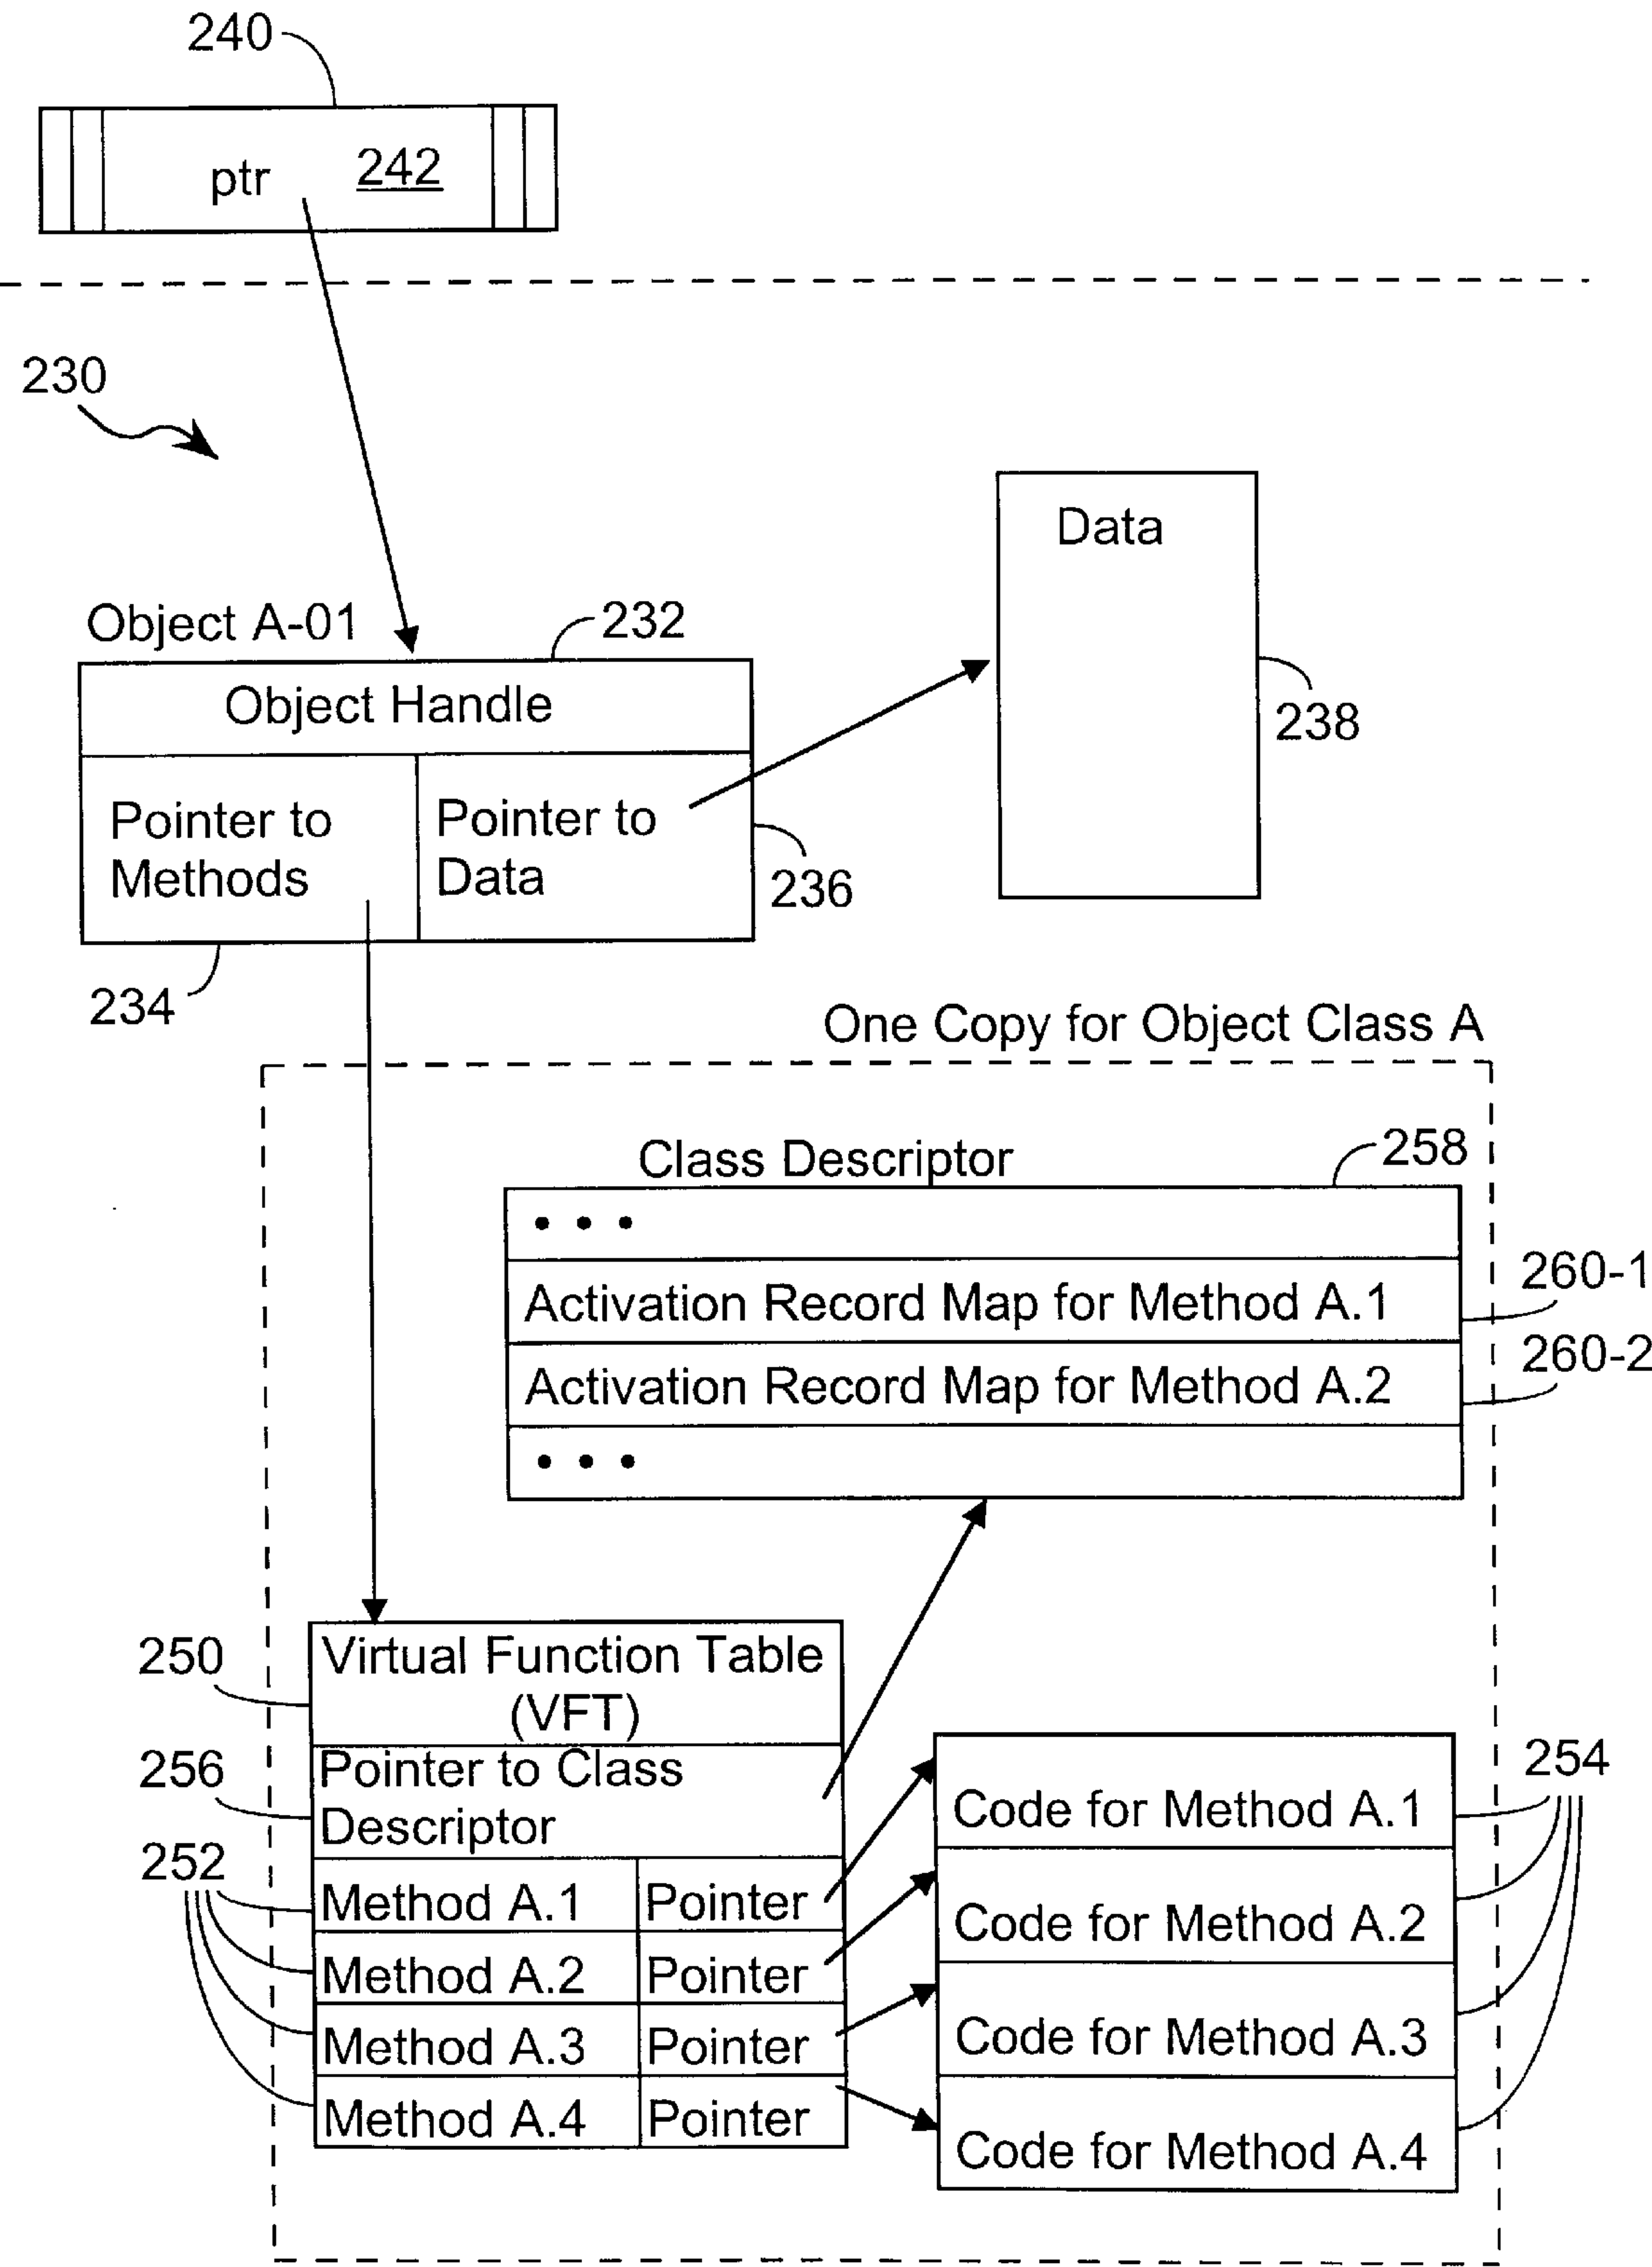 240
ptr 242
230
Object A-01
232
Object Handle
Pointer to
Methods
Pointer to
Data
234
236
Data
238
One Copy for Object Class A
Class Descriptor
258
• • •
Activation Record Map for Method A.1
260-1
Activation Record Map for Method A.2
260-2
• • •
250
Virtual Function Table
(VFT)
256
Pointer to Class
Descriptor
252
Method A.1 Pointer
Method A.2 Pointer
Method A.3 Pointer
Method A.4 Pointer
254
Code for Method A.1
Code for Method A.2
Code for Method A.3
Code for Method A.4